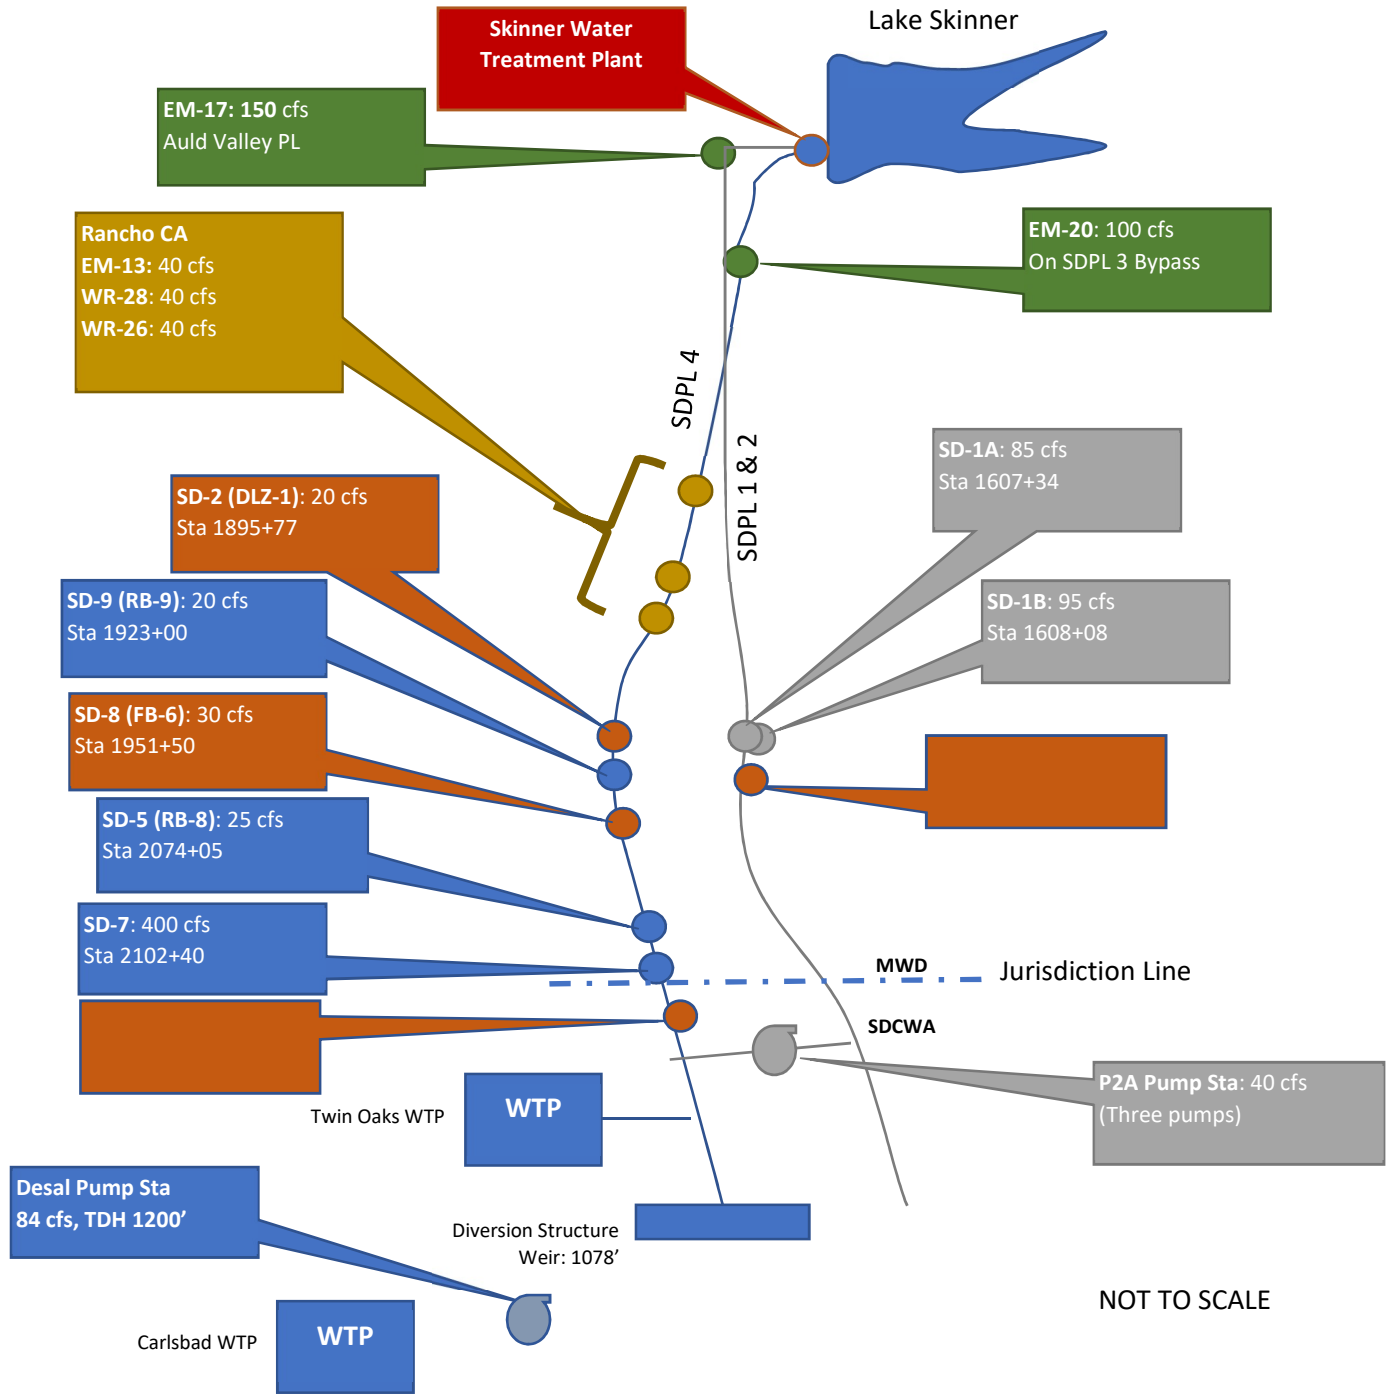 Lake Skinner
Skinner Water
Treatment Plant
EM-17: 150 cfs
Auld Valley PL
Rancho CA
EM-13: 40 cfs
WR-28: 40 cfs
WR-26: 40 cfs
EM-20: 100 cfs
On SDPL 3 Bypass
SDPL 4
SDPL 1 & 2
SD-1A: 85 cfs
Sta 1607+34
SD-2 (DLZ-1): 20 cfs
Sta 1895+77
SD-9 (RB-9): 20 cfs
Sta 1923+00
SD-1B: 95 cfs
Sta 1608+08
SD-8 (FB-6): 30 cfs
Sta 1951+50
SD-5 (RB-8): 25 cfs
Sta 2074+05
SD-7: 400 cfs
Sta 2102+40
MWD
Jurisdiction Line
SDCWA
P2A Pump Sta: 40 cfs
(Three pumps)
Twin Oaks WTP
WTP
Desal Pump Sta
84 cfs, TDH 1200’
Diversion Structure
Weir: 1078’
NOT TO SCALE
Carlsbad WTP
WTP